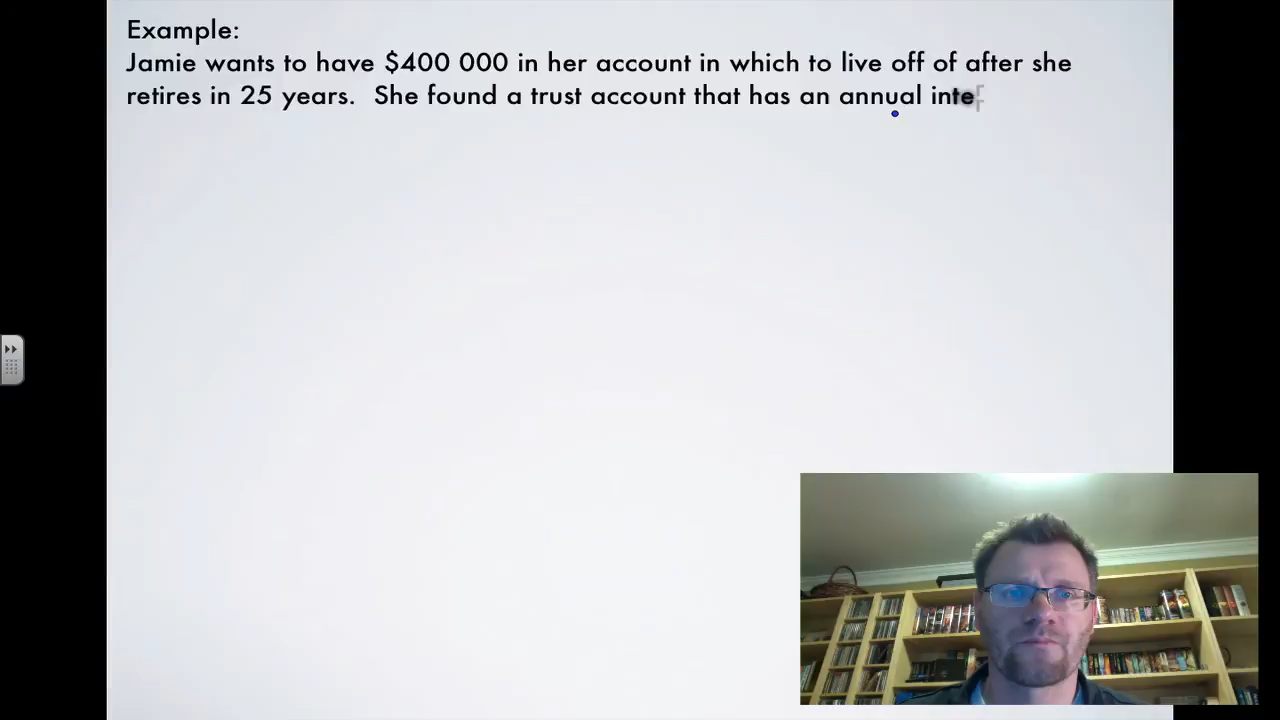 Example:
Jamie wants to have $400 000 in her account in which to live off of after she
retires in 25 years. She found a trust account that has an annual inte